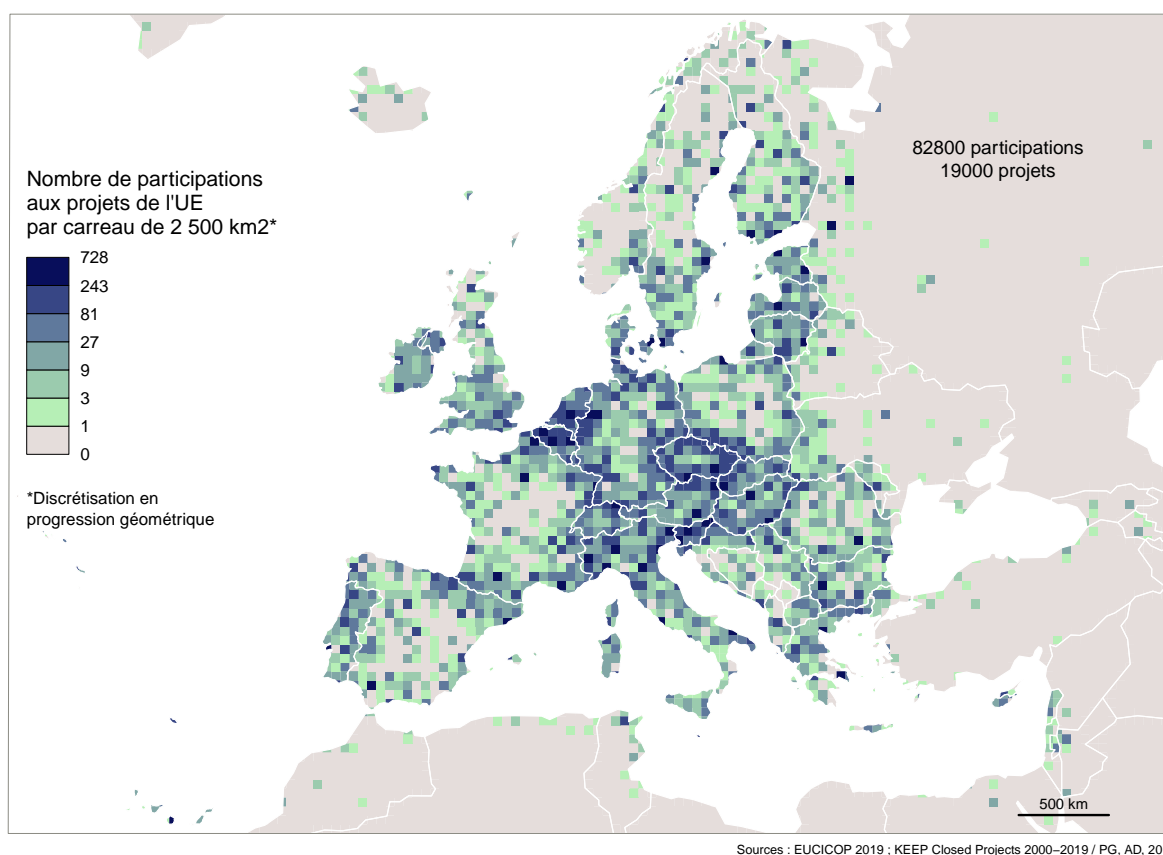 82800 participations
19000 projets
Nombre de participations
aux projets de l'UE
par carreau de 2 500 km2*
728
243
81
27
9
3
1
0
*Discrétisation en
progression géométrique
500 km
Sources : EUCICOP 2019 ; KEEP Closed Projects 2000–2019 / PG, AD, 20